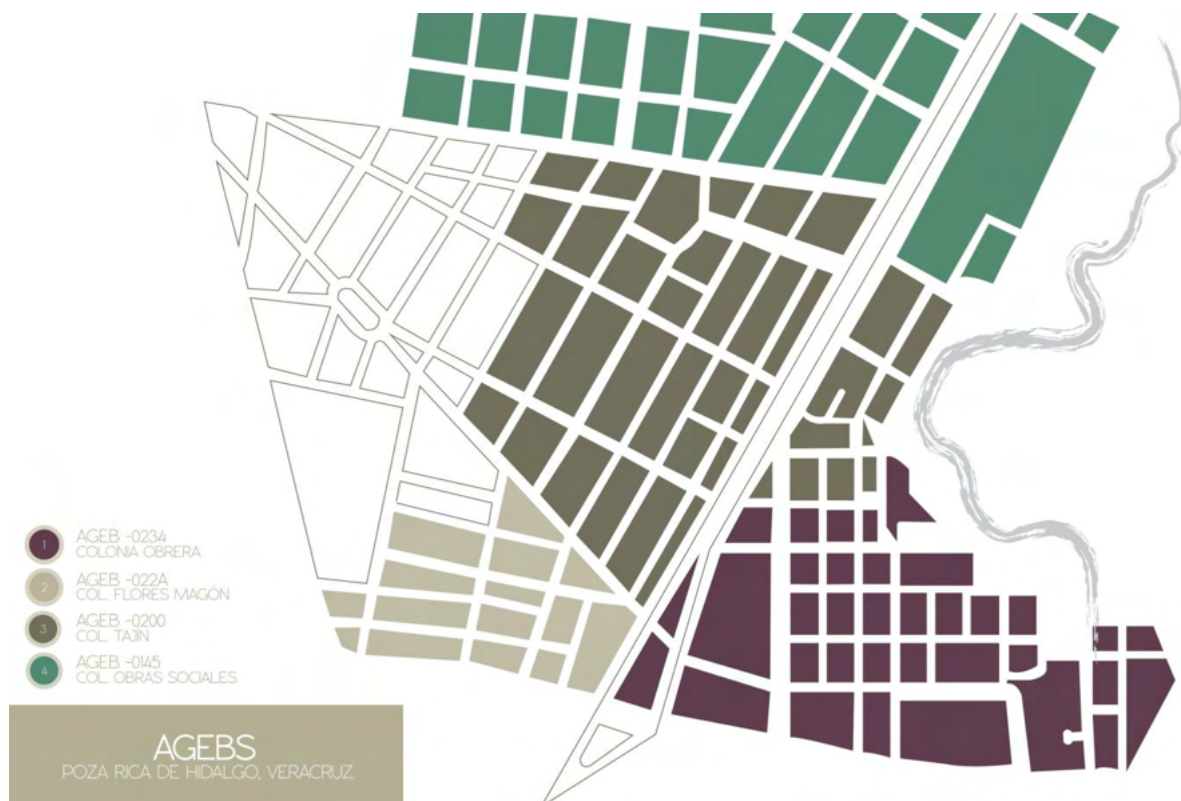 1
AGEB -0234
COLONIA OBRERA
2
AGEB -022A
COL. FLORES MAGÓN
3
AGEB -0200
COL. TAJÍN
4
AGEB -0145
COL. OBRAS SOCIALES
AGEBS
POZA RICA DE HIDALGO, VERACRUZ.